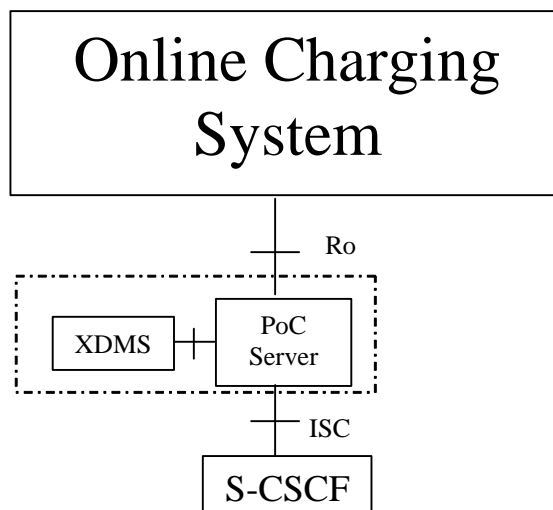 Online Charging
System
Ro
XDMS
PoC
Server
ISC
S-CSCF